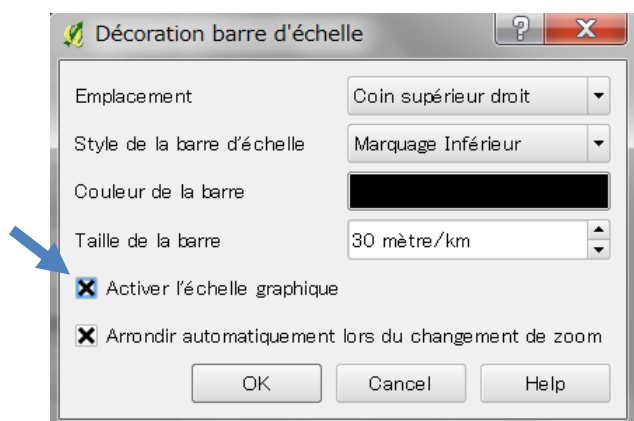 Décoration barre d'échelle
Emplacement Coin supérieur droit
Style de la barre d'échelle Marquage Inférieur
Couleur de la barre
Taille de la barre 30 mètre/km
Activer l'échelle graphique
Arrondir automatiquement lors du changement de zoom
OK Cancel Help